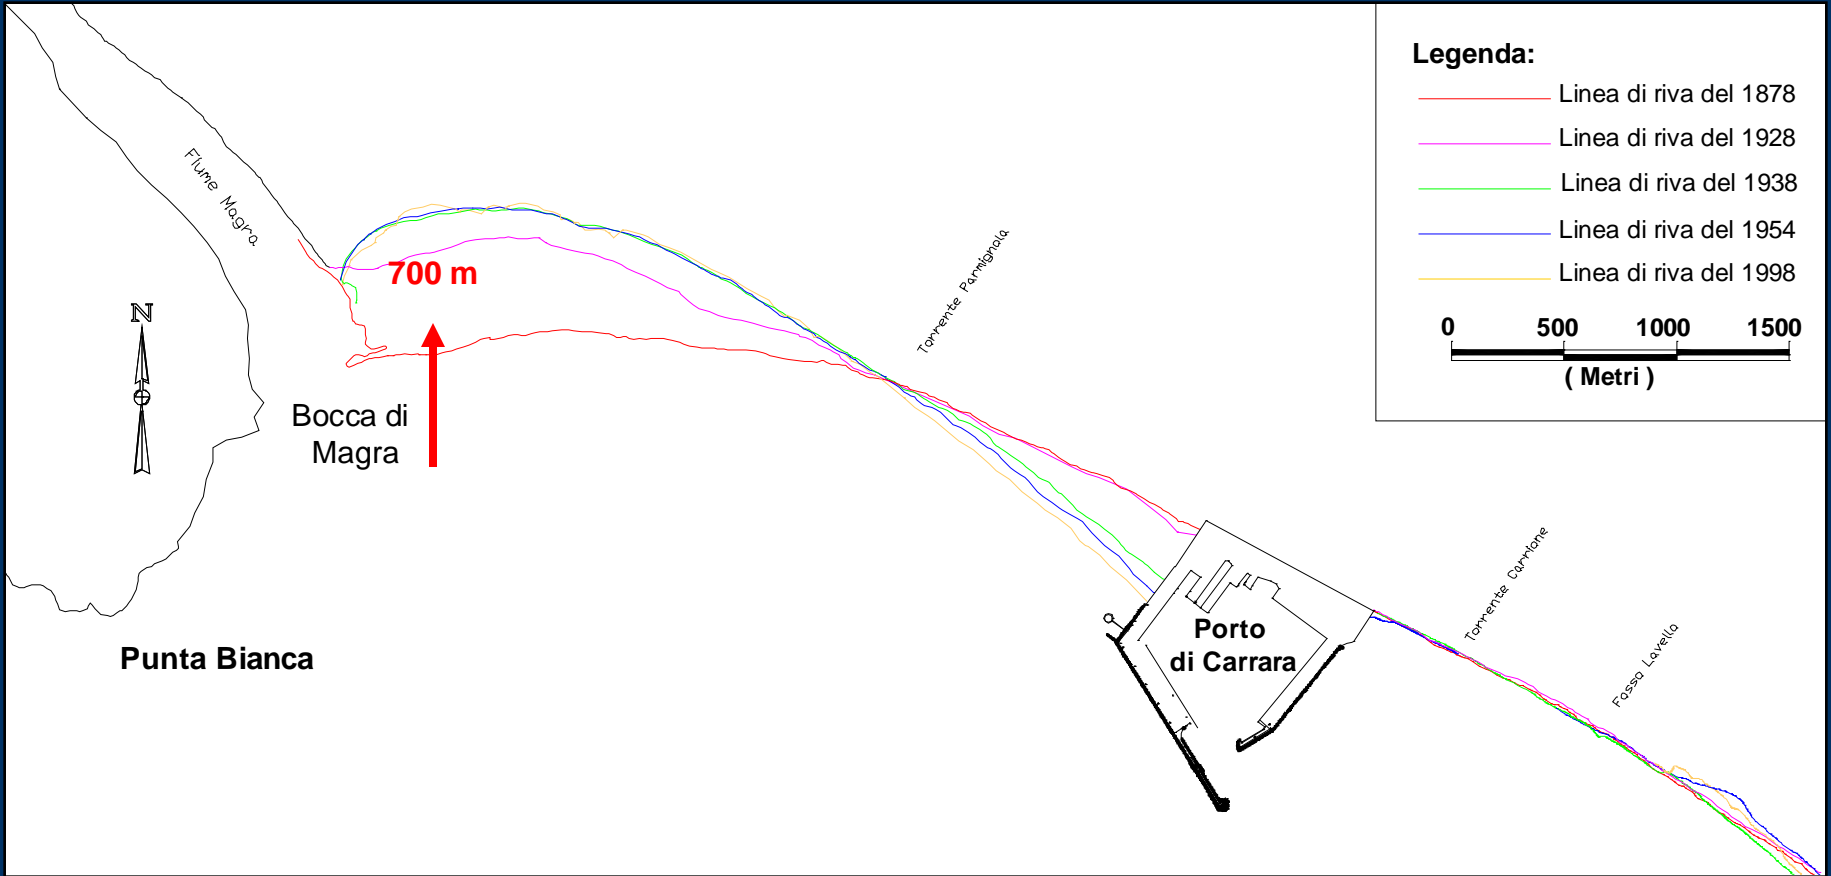 Legenda:
Linea di riva del 1878
Linea di riva del 1928
Linea di riva del 1938
Linea di riva del 1954
Linea di riva del 1998
0 500 1000 1500
( Metri )
Fiume Magra
700 m
N
Bocca di
Magra
Punta Bianca
Torrente Parmignola
Porto
di Carrara
Torrente Carrione
Fossa Lavello